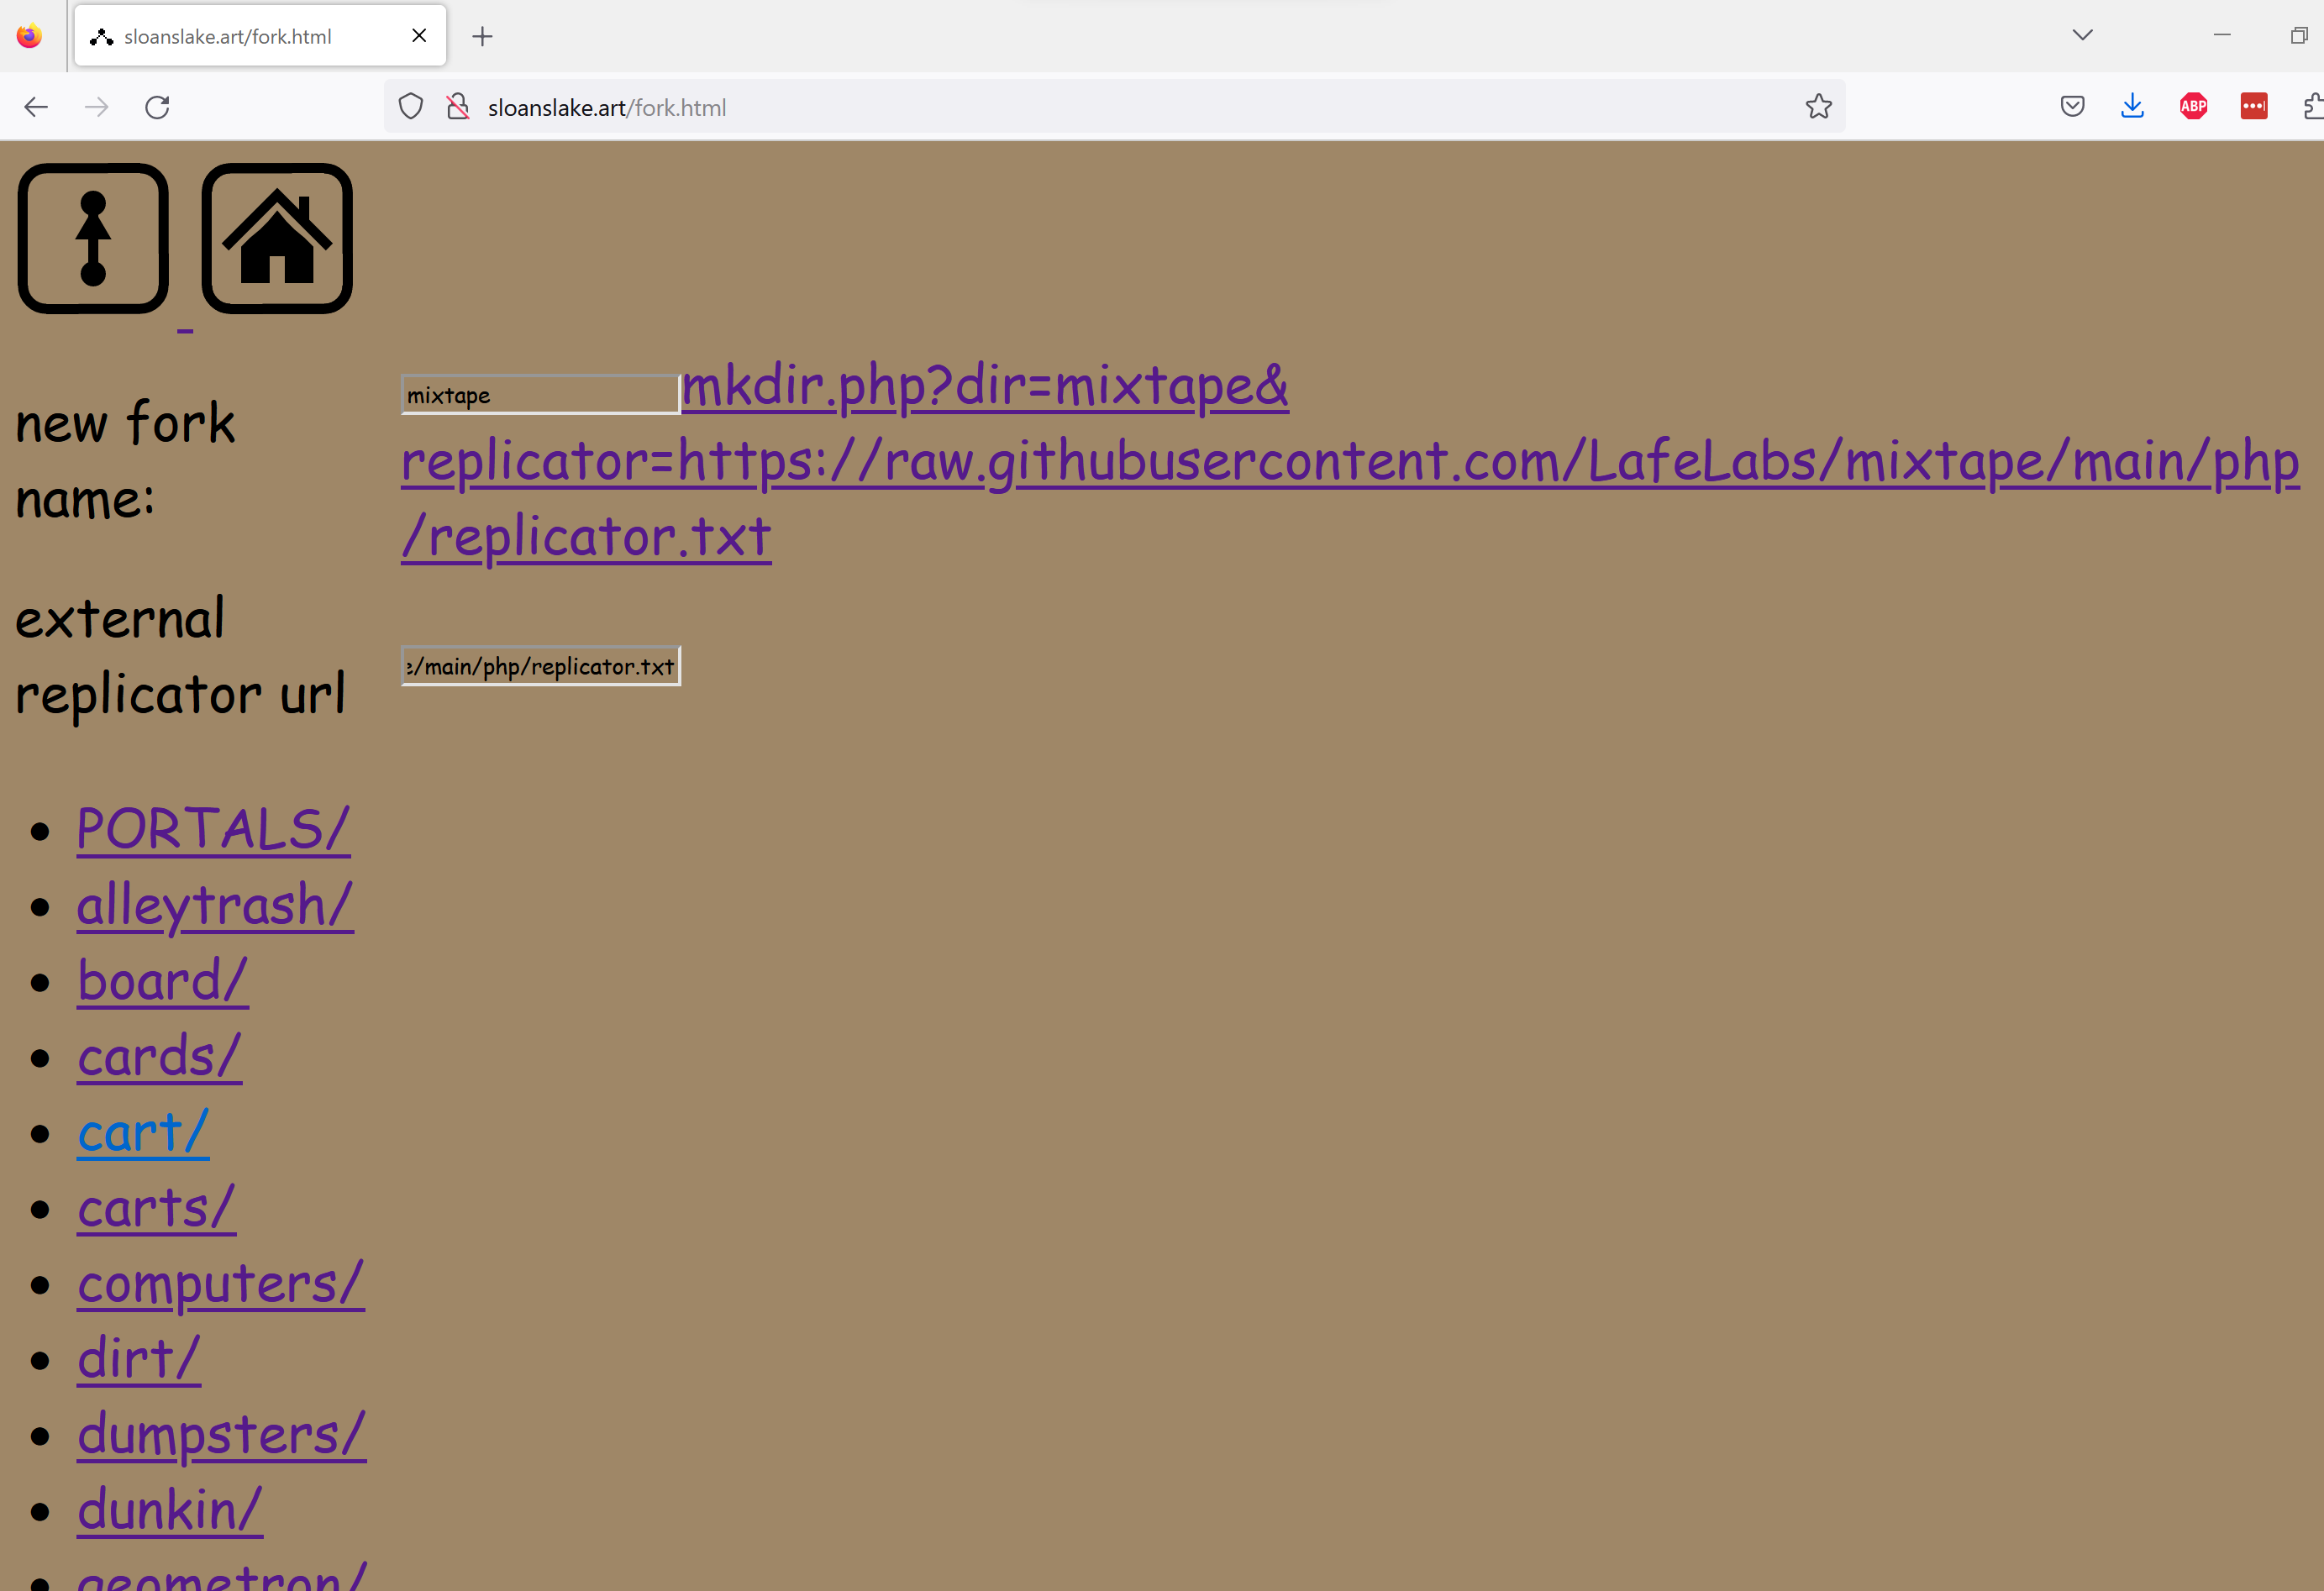 sloanslake.art/fork.html
sloanslake.art/fork.html
ABP
mixtape mkdir.php?dir=mixtape&
replicator=https://raw.githubusercontent.com/LafeLabs/mixtape/main/php
/replicator.txt
new fork
name:
external
replicator url
/main/php/replicator.txt
PORTALS/
alleytrash/
board/
cards/
cart/
carts/
computers/
dirt/
dumpsters/
dunkin/
geometron/